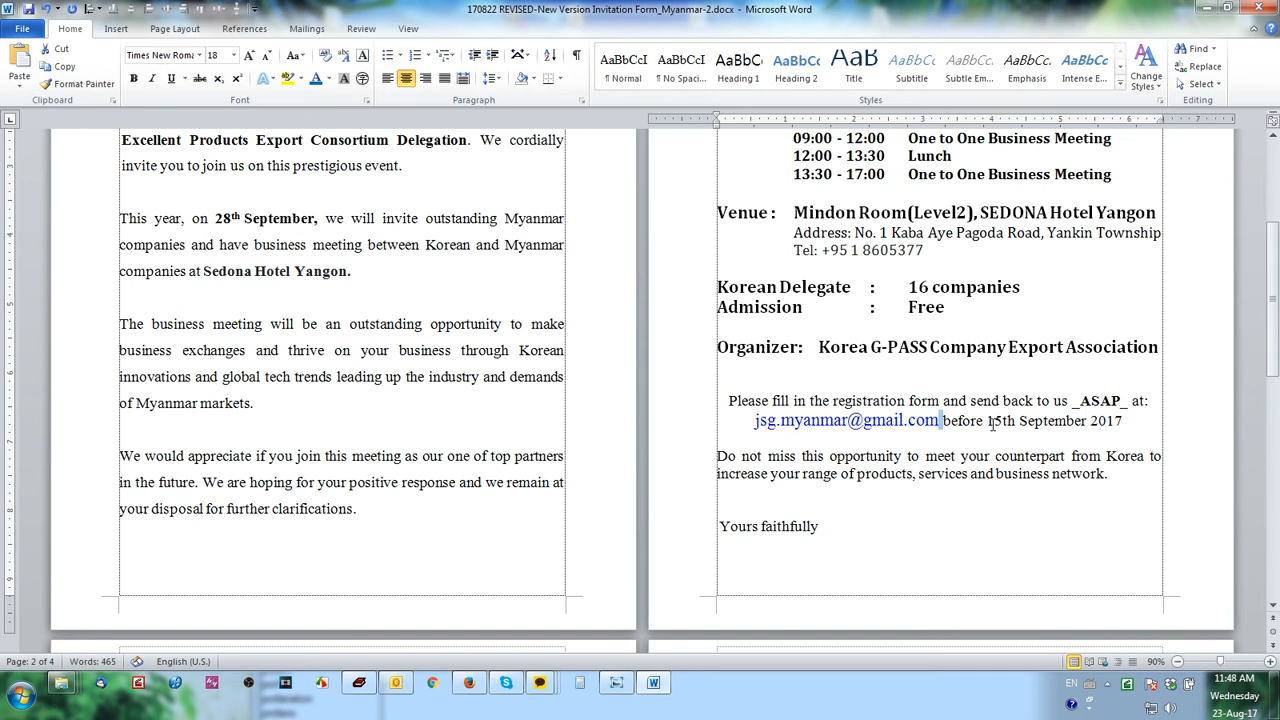 170822 REVISED-New Version Invitation Form_Myanmar-2.docx - Microsoft Word
File Home Insert Page Layout References Mailings Review View
Paste
Cut
Copy
Format Painter
Clipboard
Times New Roma 18
Font
Paragraph
AaBbCcI AaBbCcI AaBbCc AaBbCc AaBbC AaBbCcI AaBbCcI AaBbCcI AaBbCcI
¶ Normal ¶ No Spaci... Heading 1 Heading 2 Title Subtitle Subtle Em... Emphasis Intense E...
Styles
Change Styles
Find
Replace
Select
Editing
Excellent Products Export Consortium Delegation. We cordially
invite you to join us on this prestigious event.
This year, on 28th September, we will invite outstanding Myanmar
companies and have business meeting between Korean and Myanmar
companies at Sedona Hotel Yangon.
The business meeting will be an outstanding opportunity to make
business exchanges and thrive on your business through Korean
innovations and global tech trends leading up the industry and demands
of Myanmar markets.
We would appreciate if you join this meeting as our one of top partners
in the future. We are hoping for your positive response and we remain at
your disposal for further clarifications.
09:00 - 12:00 One to One Business Meeting
12:00 - 13:30 Lunch
13:30 - 17:00 One to One Business Meeting
Venue : Mindon Room(Level2), SEDONA Hotel Yangon
Address: No. 1 Kaba Aye Pagoda Road, Yankin Township
Tel: +95 1 8605377
Korean Delegate : 16 companies
Admission : Free
Organizer: Korea G-PASS Company Export Association
Please fill in the registration form and send back to us _ASAP_ at:
jsg.myanmar@gmail.com before 15th September 2017
Do not miss this opportunity to meet your counterpart from Korea to
increase your range of products, services and business network.
Yours faithfully
Page: 2 of 4 Words: 465 English (U.S.) 90%
EN
11:48 AM
Wednesday
23-Aug-17